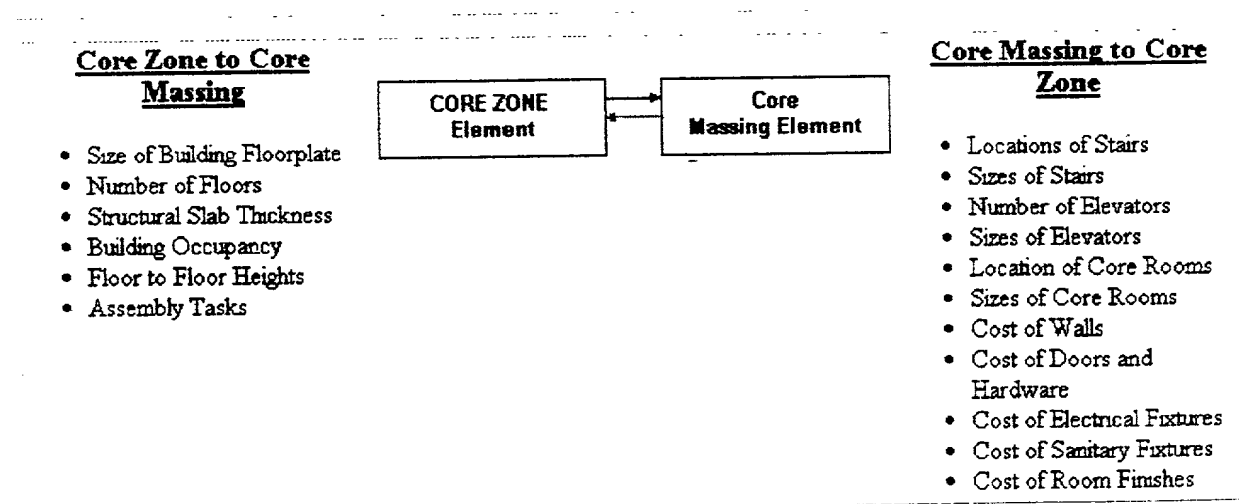 Core Zone to Core
Massing
• Size of Building Floorplate
• Number of Floors
• Structural Slab Thickness
• Building Occupancy
• Floor to Floor Heights
• Assembly Tasks
CORE ZONE
Element
Core
Massing Element
Core Massing to Core
Zone
• Locations of Stairs
• Sizes of Stairs
• Number of Elevators
• Sizes of Elevators
• Location of Core Rooms
• Sizes of Core Rooms
• Cost of Walls
• Cost of Doors and
Hardware
• Cost of Electrical Fixtures
• Cost of Sanitary Fixtures
• Cost of Room Finishes